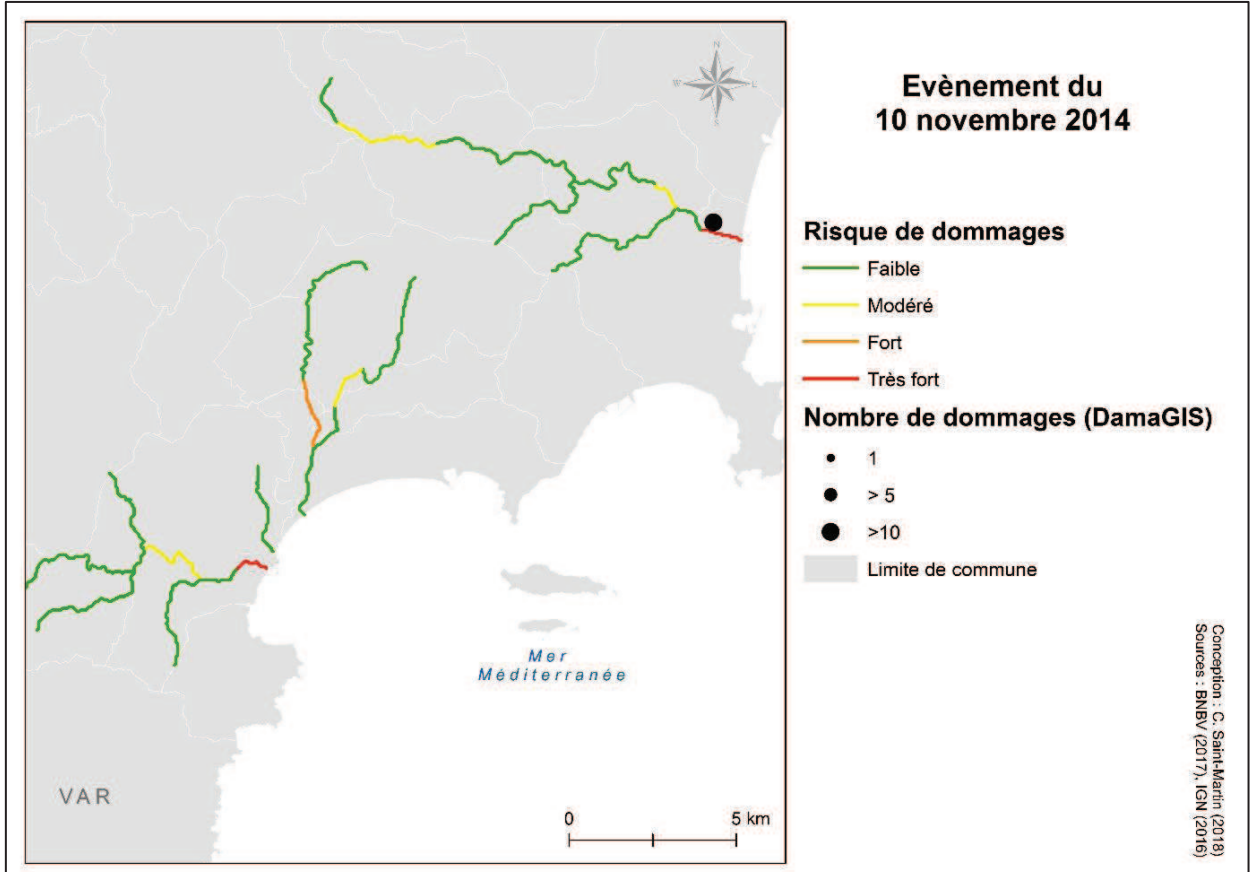 N
W
L
S
Evènement du
10 novembre 2014
Risque de dommages
Faible
Modéré
Fort
Très fort
Nombre de dommages (DamaGIS)
1
> 5
>10
Limite de commune
Mer
Méditerranée
VAR
0
5 km
Conception : C. Saint-Martin (2018)
Sources : BNBV (2017), IGN (2016)